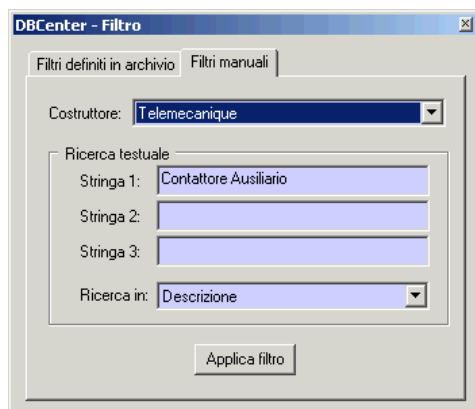 DBCenter - Filtro
Filtri definiti in archivio
Filtri manuali
Costruttore: Telemecanique
Ricerca testuale
Stringa 1: Contattore Ausiliario
Stringa 2:
Stringa 3:
Ricerca in: Descrizione
Applica filtro